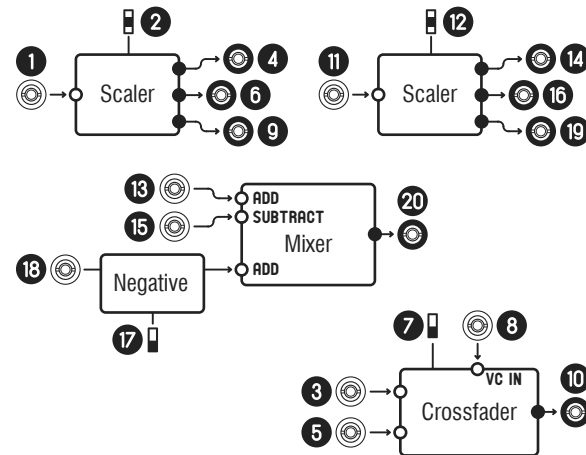 2 12
1 4 11 14
Scaler 6 Scaler 16
9 19
13 ADD 20
15 SUBTRACT
Mixer
18 Negative ADD
17
7 8
VC IN 10
3
Crossfader
5